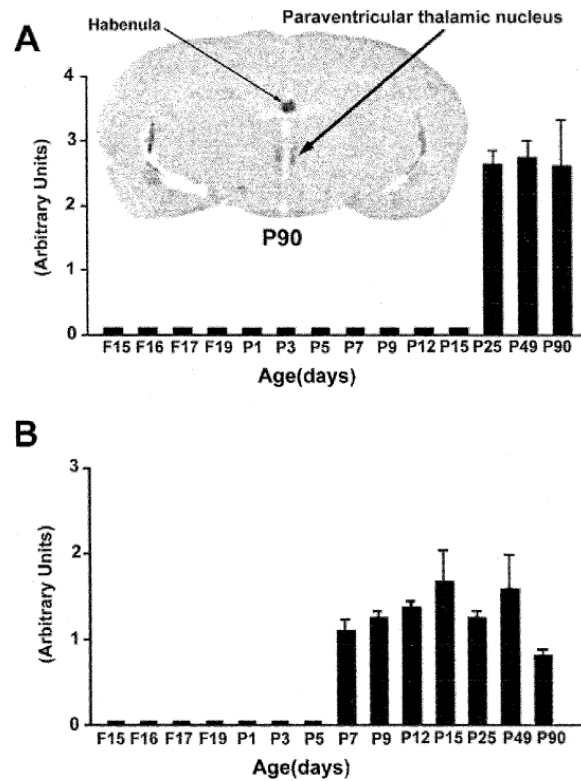 A
Habenula
Paraventricular thalamic nucleus
4
3
2
1
0
(Arbitrary Units)
P90
F15 F16 F17 F19 P1 P3 P5 P7 P9 P12 P15 P25 P49 P90
Age(days)
B
3
2
1
0
(Arbitrary Units)
F15 F16 F17 F19 P1 P3 P5 P7 P9 P12 P15 P25 P49 P90
Age(days)